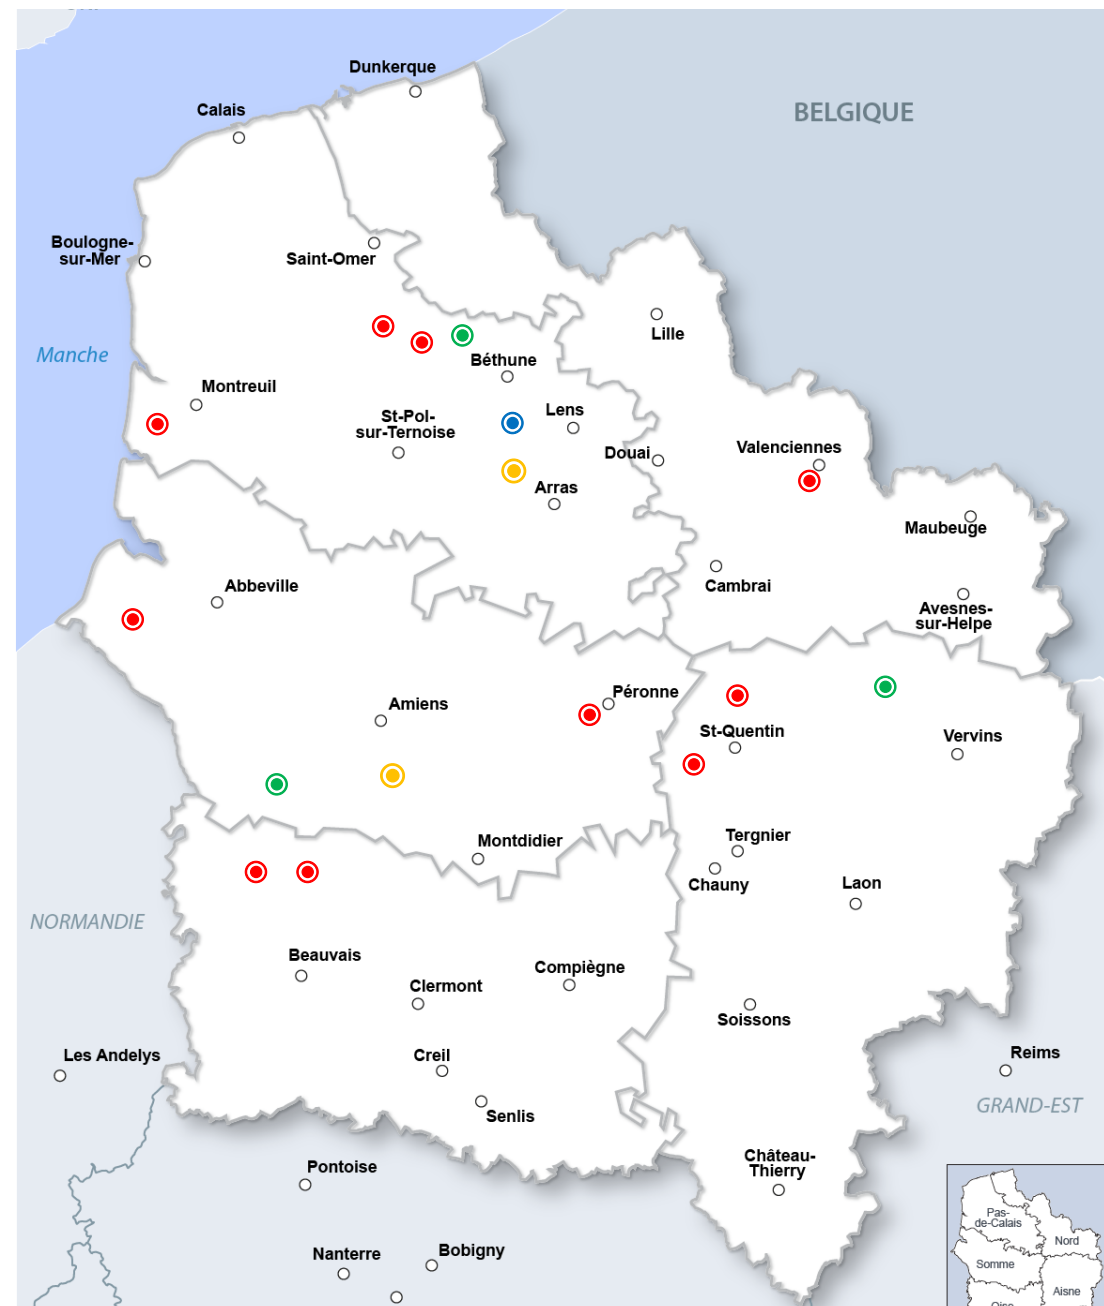 Dunkerque
BELGIQUE
Calais
Boulogne-
sur-Mer
Saint-Omer
Lille
Manche
Béthune
Montreuil
Lens
St-Pol-
sur-Ternoise
Valenciennes
Douai
Arras
Maubeuge
Cambrai
Abbeville
Avesnes-
sur-Helpe
Péronne
Amiens
St-Quentin
Vervins
Tergnier
Montdidier
Chauny
Laon
NORMANDIE
Beauvais
Compiègne
Clermont
Soissons
Les Andelys
Creil
Reims
GRAND-EST
Senlis
Château-
Thierry
Pontoise
Pas-
de-Calais
Nord
Nanterre
Bobigny
Somme
Aisne